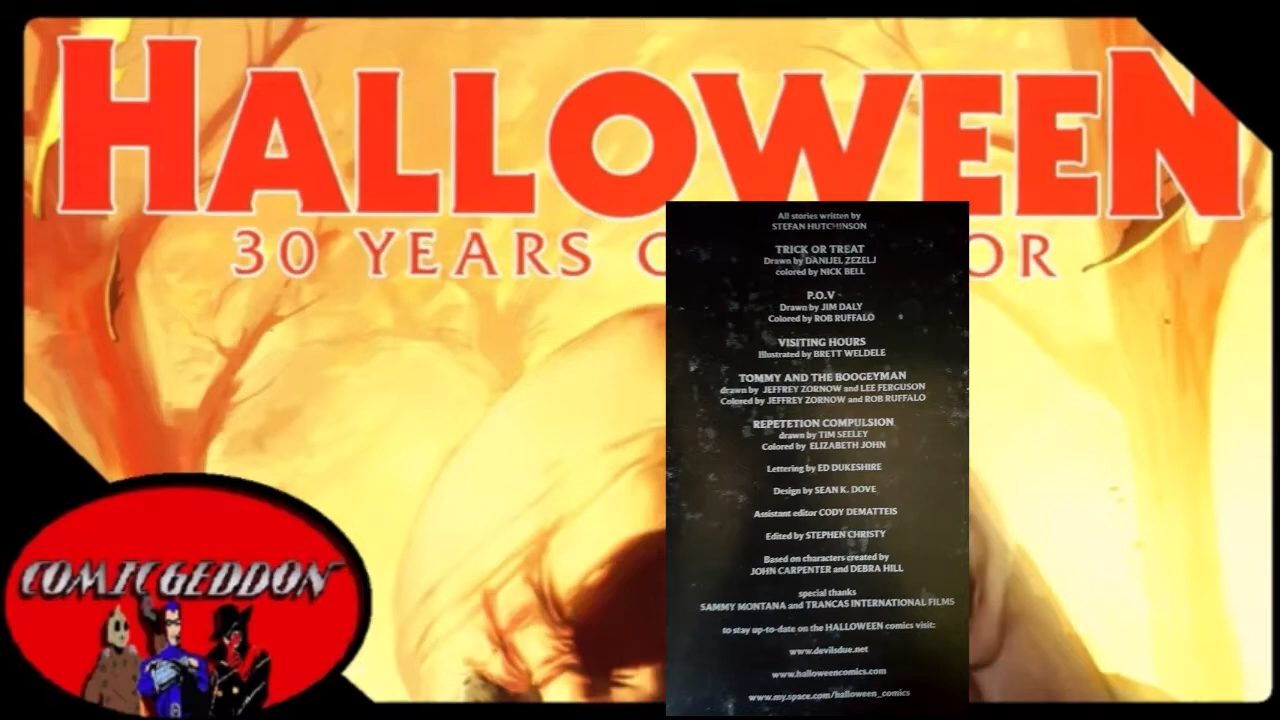 HALLOWEEN
30 YEARS O
OR
All stories written by
STEFAN HUTCHINSON
TRICK OR TREAT
Drawn by DANIJEL ZEZELJ
colored by NICK BELL
P.O.V
Drawn by JIM DALY
Colored by ROB RUFFALO
VISITING HOURS
Illustrated by BRETT WELDELE
TOMMY AND THE BOOGEYMAN
drawn by JEFFREY ZORNOW and LEE FERGUSON
Colored by JEFFREY ZORNOW and ROB RUFFALO
REPETETION COMPULSION
drawn by TIM SEELEY
Colored by ELIZABETH JOHN
Lettering by ED DUKESHIRE
Design by SEAN K. DOVE
Assistant editor CODY DEMATTEIS
Edited by STEPHEN CHRISTY
Based on characters created by
JOHN CARPENTER and DEBRA HILL
special thanks
SAMMY MONTANA and TRANCAS INTERNATIONAL FILMS
to stay up-to-date on the HALLOWEEN comics visit:
www.devilsdue.net
www.halloweencomics.com
www.my.space.com/halloween_comics
COMICGEDDON